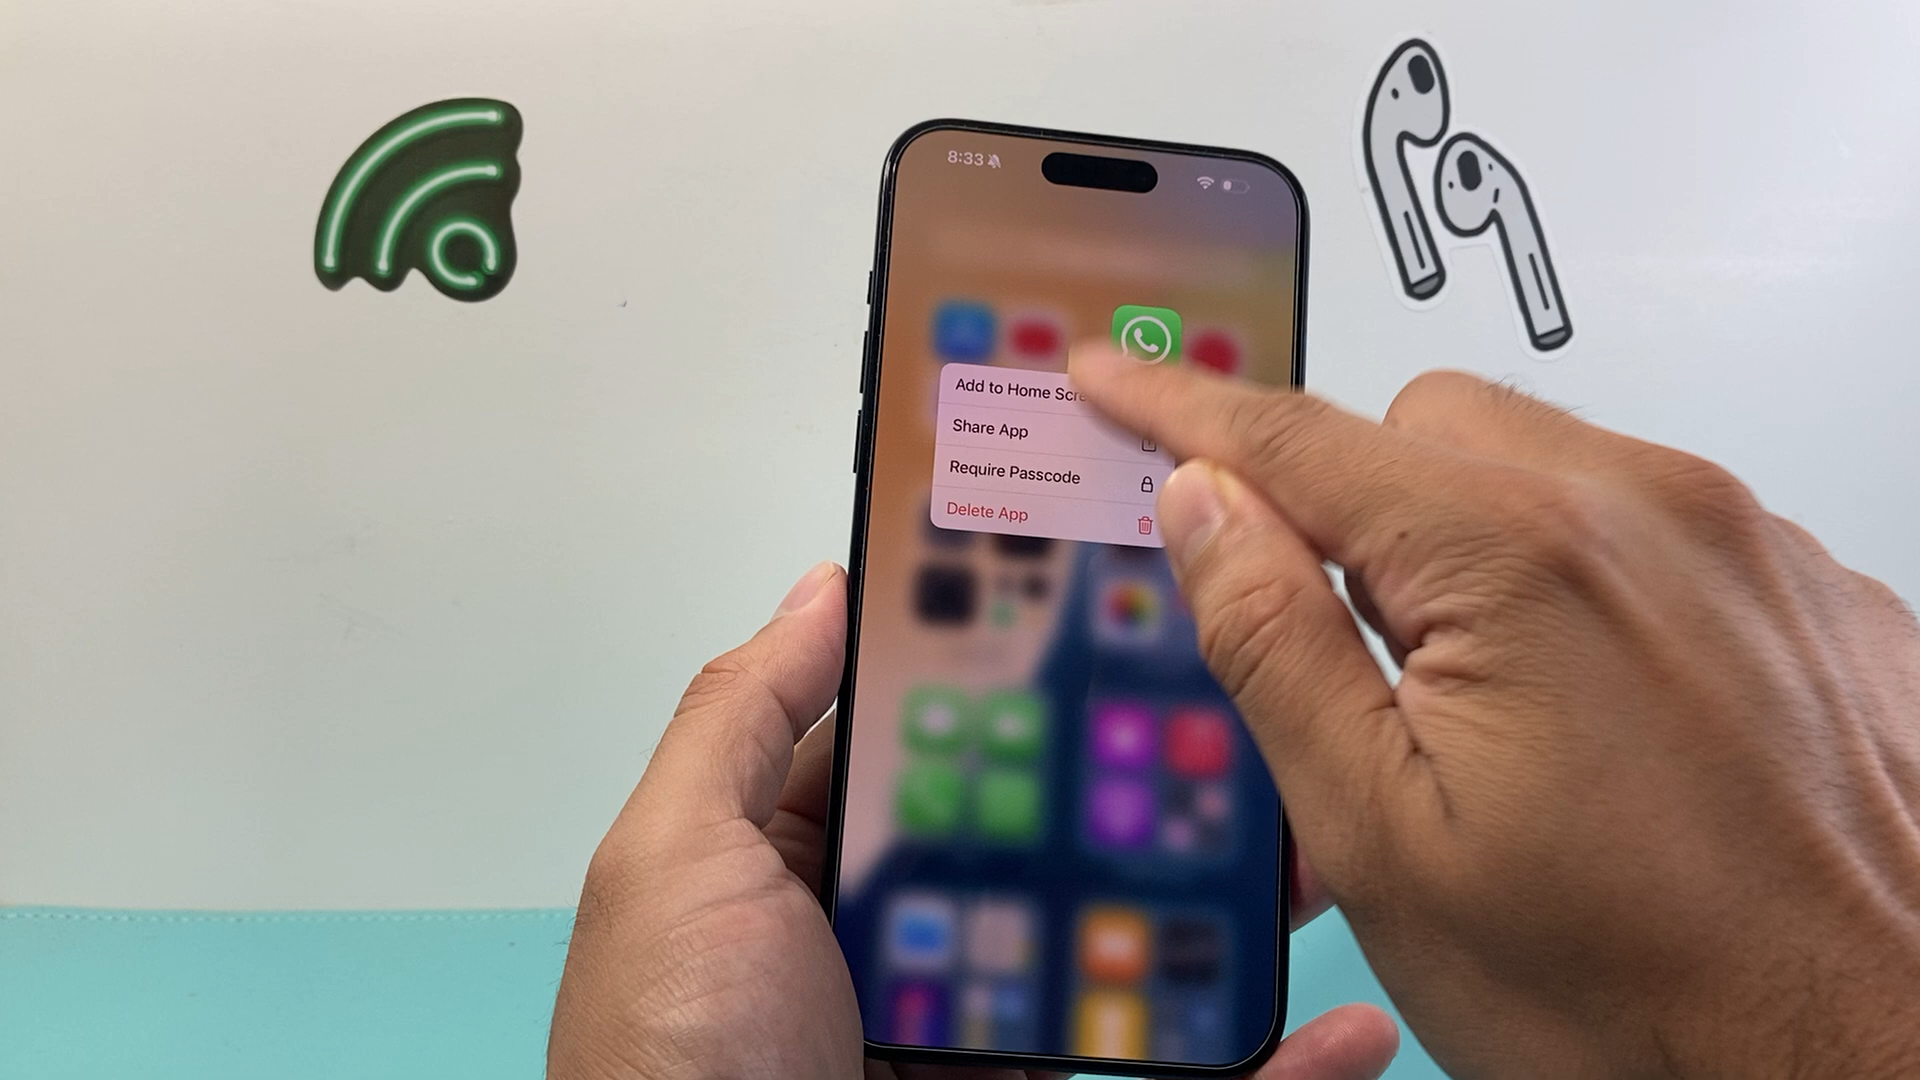 8:33
Add to Home Scre
Share App
Require Passcode
Delete App